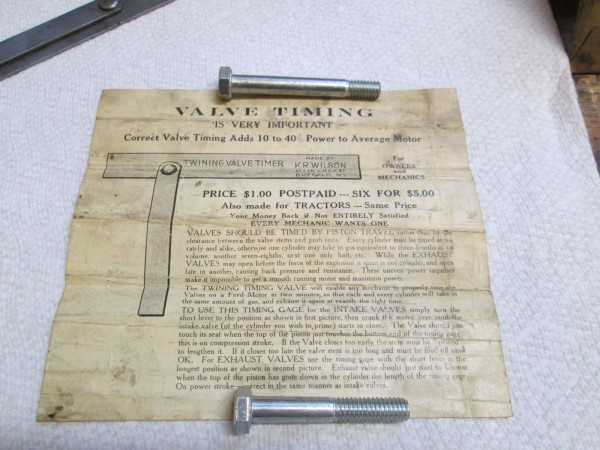 VALVE TIMING
IS VERY IMPORTANT
Correct Valve Timing Adds 10 to 40 Power to Average Motor
TWINING VALVE TIMER
MADE BY
K.R. WILSON
LOCK ST.
BUFFALO, N.Y.
For
OWNERS
and
MECHANICS
PRICE $1.00 POSTPAID — SIX FOR $5.00
Also made for TRACTORS — Same Price
Your Money Back if Not ENTIRELY Satisfied
EVERY MECHANIC WANTS ONE
VALVES SHOULD BE TIMED BY PISTON TRAVEL rather than by the
clearance between the valve stems and push rods. Every cylinder must be timed
rately and alike, otherwise one cylinder may take in gas equivalent to three-fourths of its
volume, another seven-eighths, next one only half, etc. While the EXHAUST
VALVES may open before the force of the explosion is spent in one cylinder, and open
late in another, causing back pressure and resistance. These uneven power impulses
make it impossible to get a smooth running motor and maximum power.
The TWINING TIMING VALVE will enable any mechanic to properly
Valves on a Ford Motor in two minutes, so that each and every cylinder will take in
the same amount of gas, and exhaust it again at exactly the right time.
TO USE THIS TIMING GAGE for the INTAKE VALVES simply turn the
short lever to the position as shown in first picture, then crank the motor over until the
intake valve (of the cylinder you wish to prime) starts to close. The Valve should just
touch its seat when the top of the piston just touches the bottom end of the timing gage
this is on compression stroke. If the Valve closes too early the stem must be
to lengthen it. If it closes too late the valve stem is too long and must be filed off until
OK. For EXHAUST VALVES use the timing gage with the short lever in the
longest position as shown in second picture. Exhaust valve should just start to
when the top of the piston has gone down in the cylinder the length of the timing gage
On power stroke correct in the same manner as intake valves.